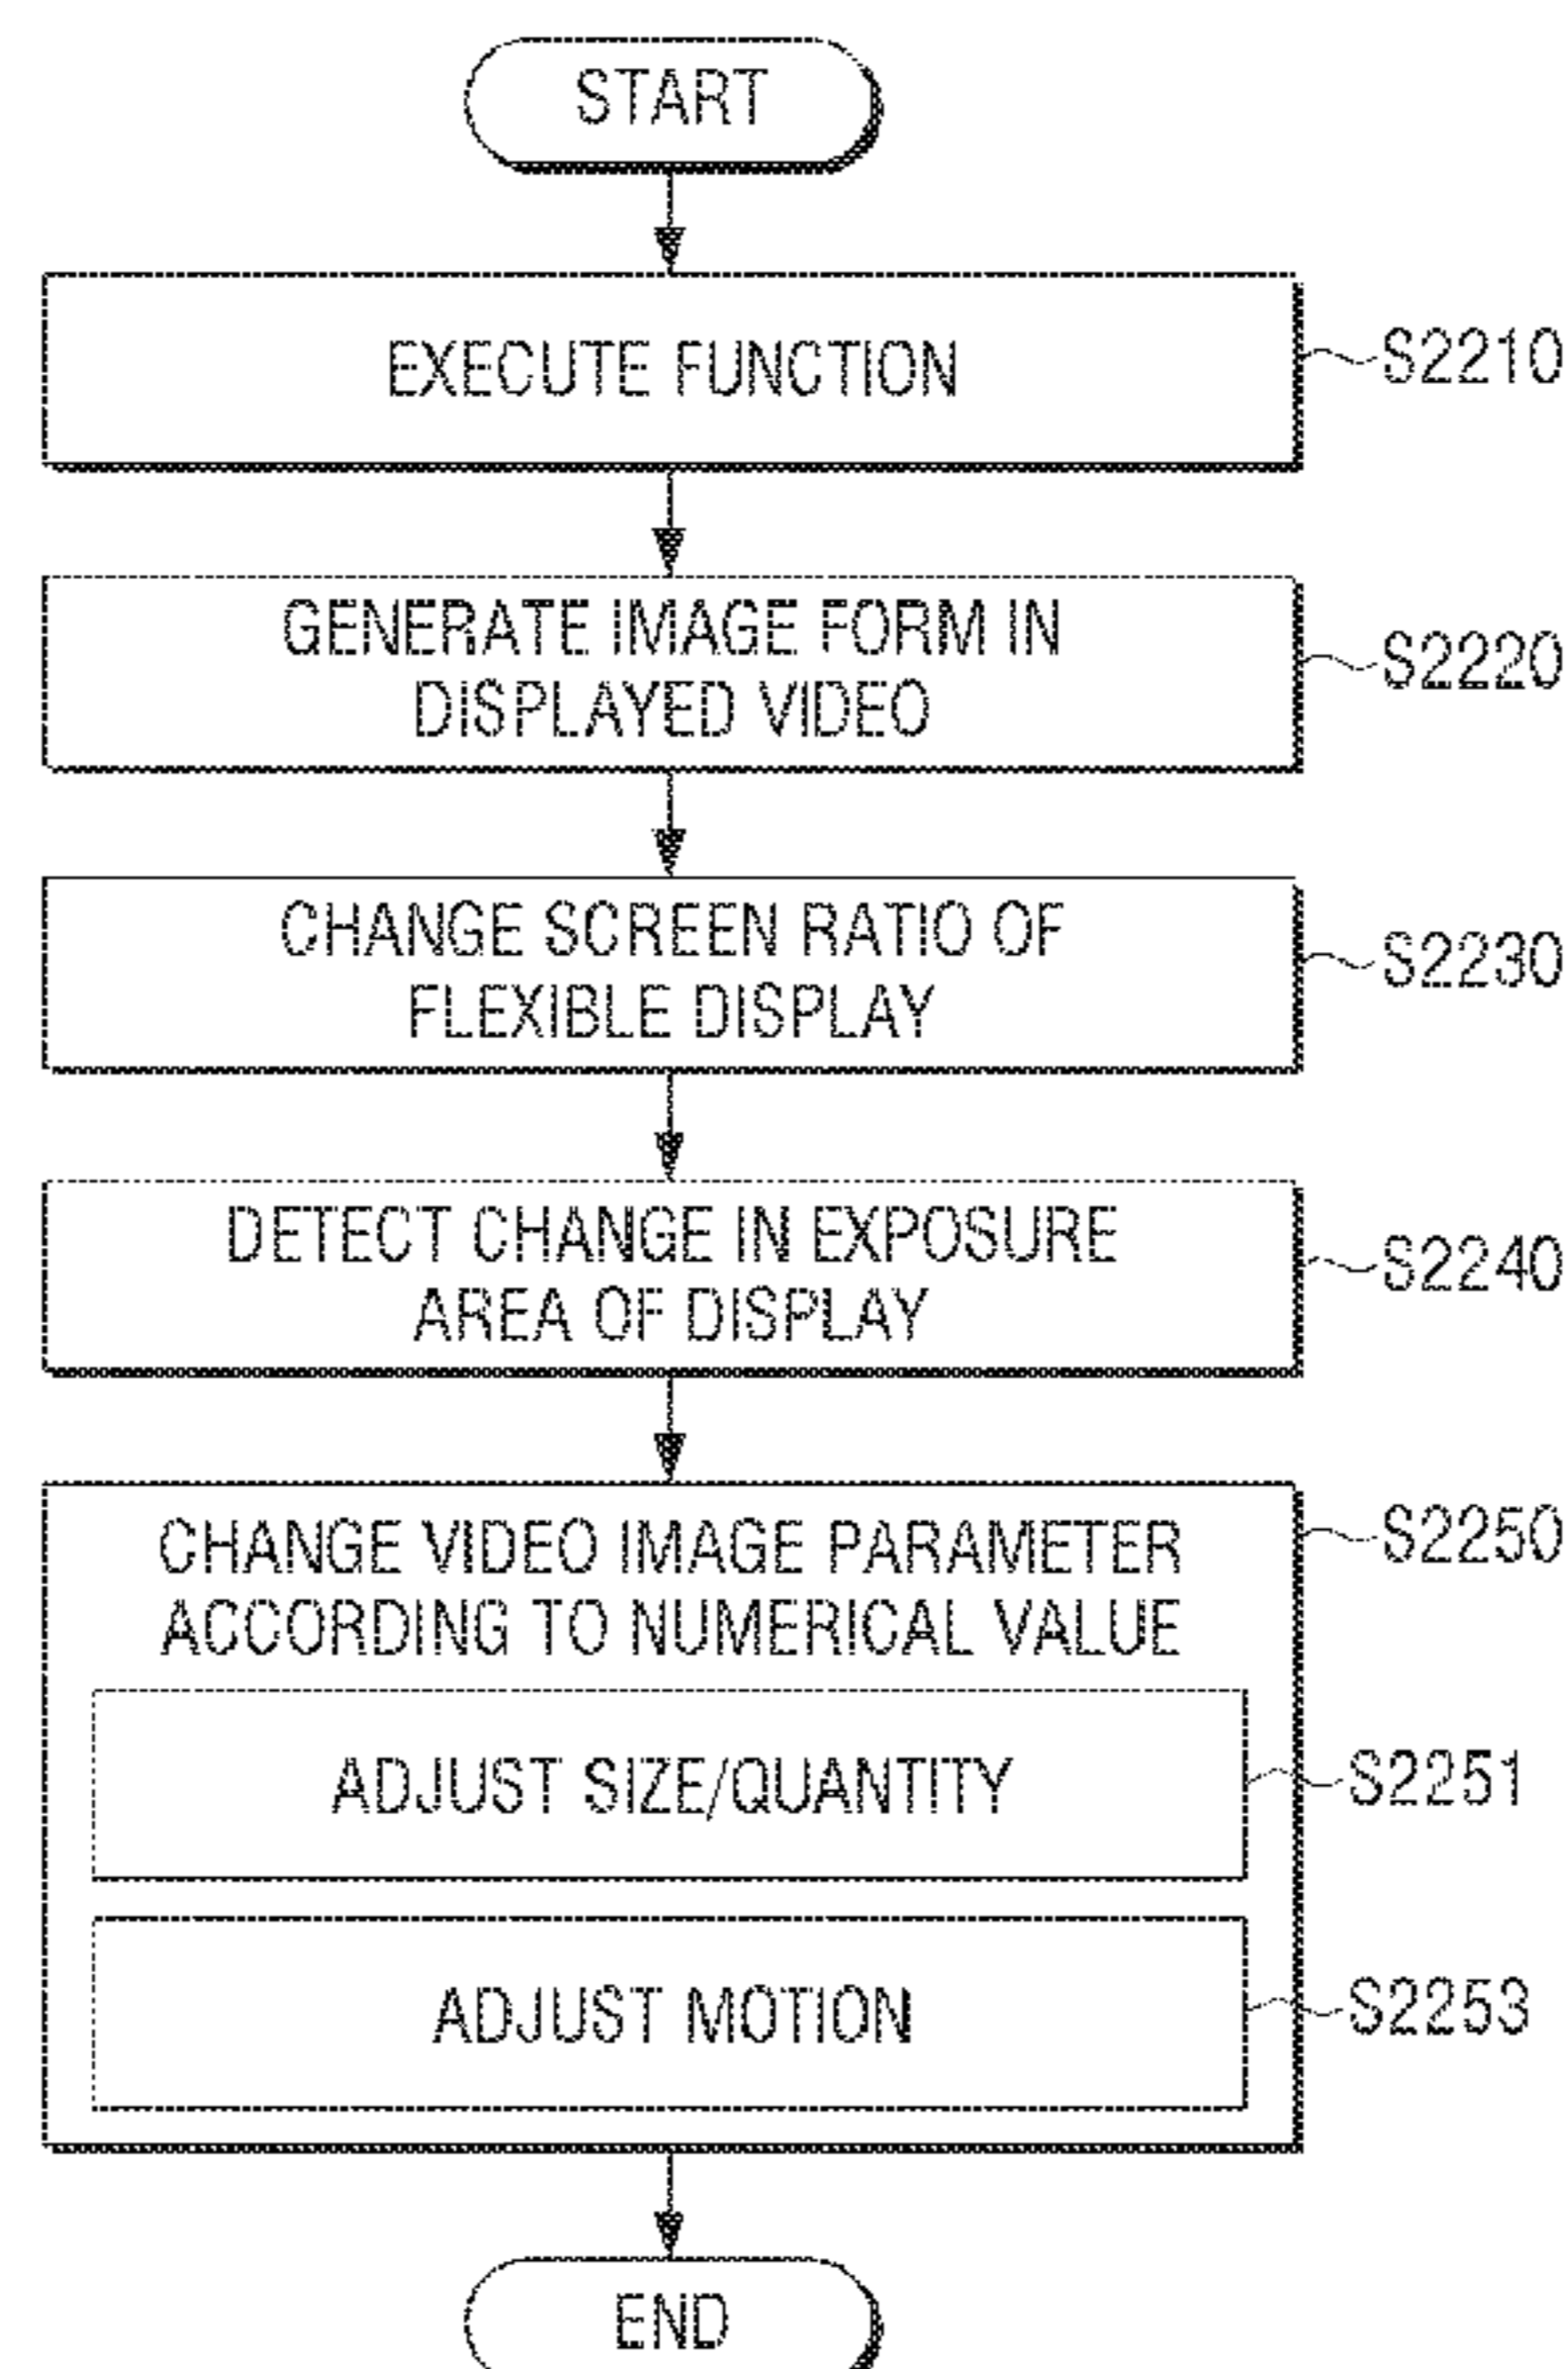 START
EXECUTE FUNCTION
S2210
GENERATE IMAGE FORM IN
DISPLAYED VIDEO
S2220
CHANGE SCREEN RATIO OF
FLEXIBLE DISPLAY
S2230
DETECT CHANGE IN EXPOSURE
AREA OF DISPLAY
S2240
CHANGE VIDEO IMAGE PARAMETER
ACCORDING TO NUMERICAL VALUE
S2250
ADJUST SIZE/QUANTITY
S2251
ADJUST MOTION
S2253
END